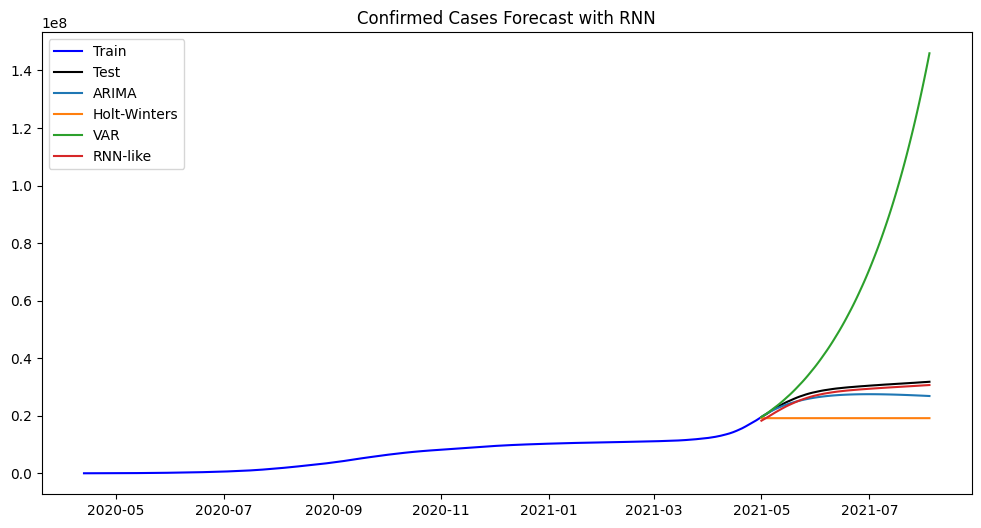 Confirmed Cases Forecast with RNN
1e8
Train
Test
ARIMA
Holt-Winters
VAR
RNN-like
1.4
1.2
1.0
0.8
0.6
0.4
0.2
0.0
2020-05 2020-07 2020-09 2020-11 2021-01 2021-03 2021-05 2021-07